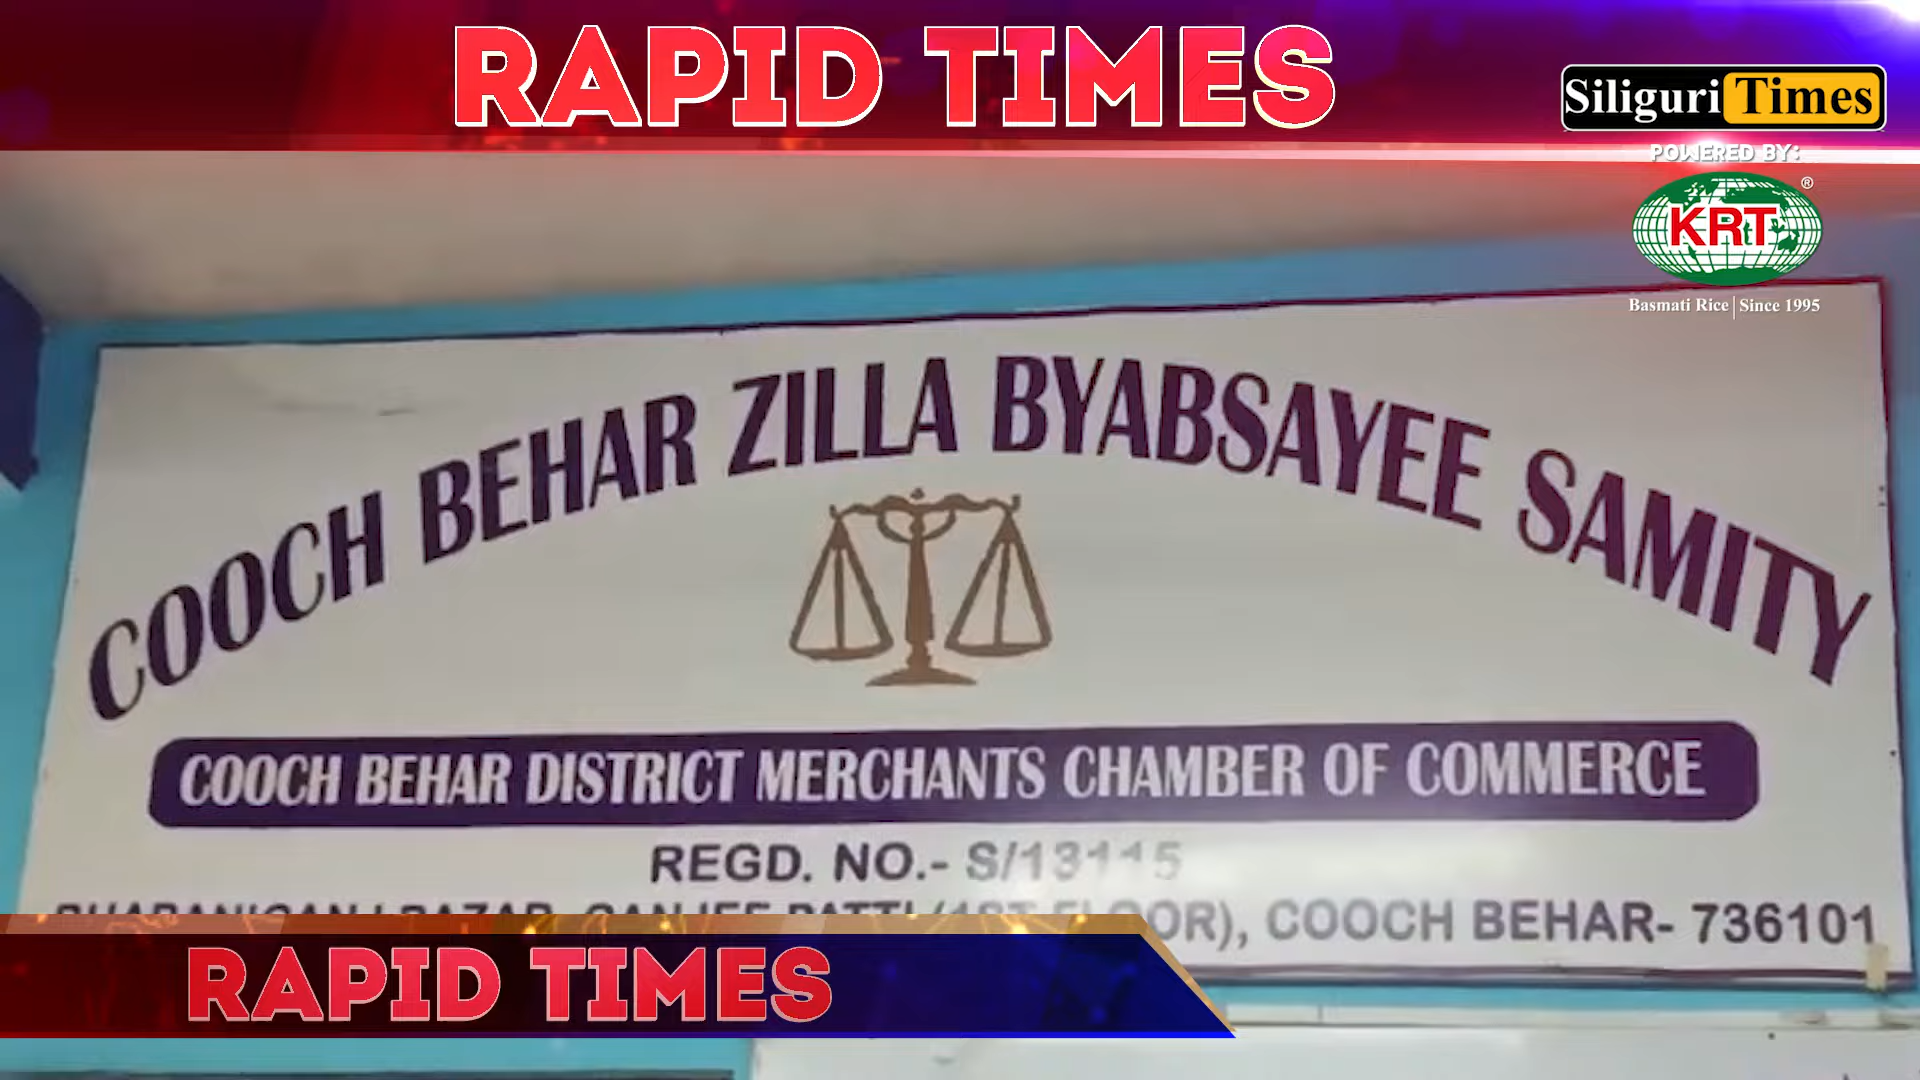 RAPID TIMES
Siliguri Times
POWERED BY:
KRT ®
Basmati Rice | Since 1995
COOCH BEHAR ZILLA BYABSAYEE SAMITY
COOCH BEHAR DISTRICT MERCHANTS CHAMBER OF COMMERCE
REGD. NO.- S/13115
COOCH BEHAR- 736101
RAPID TIMES